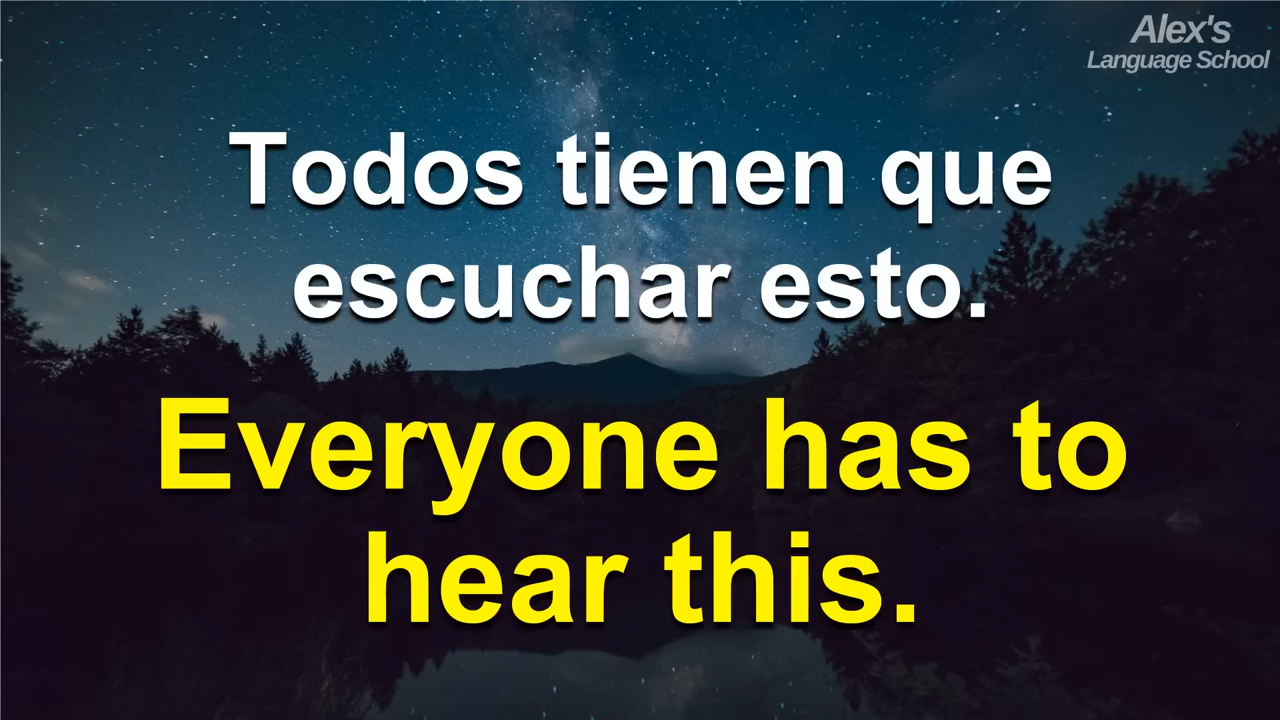 Alex's
Language School
Todos tienen que
escuchar esto.
Everyone has to
hear this.